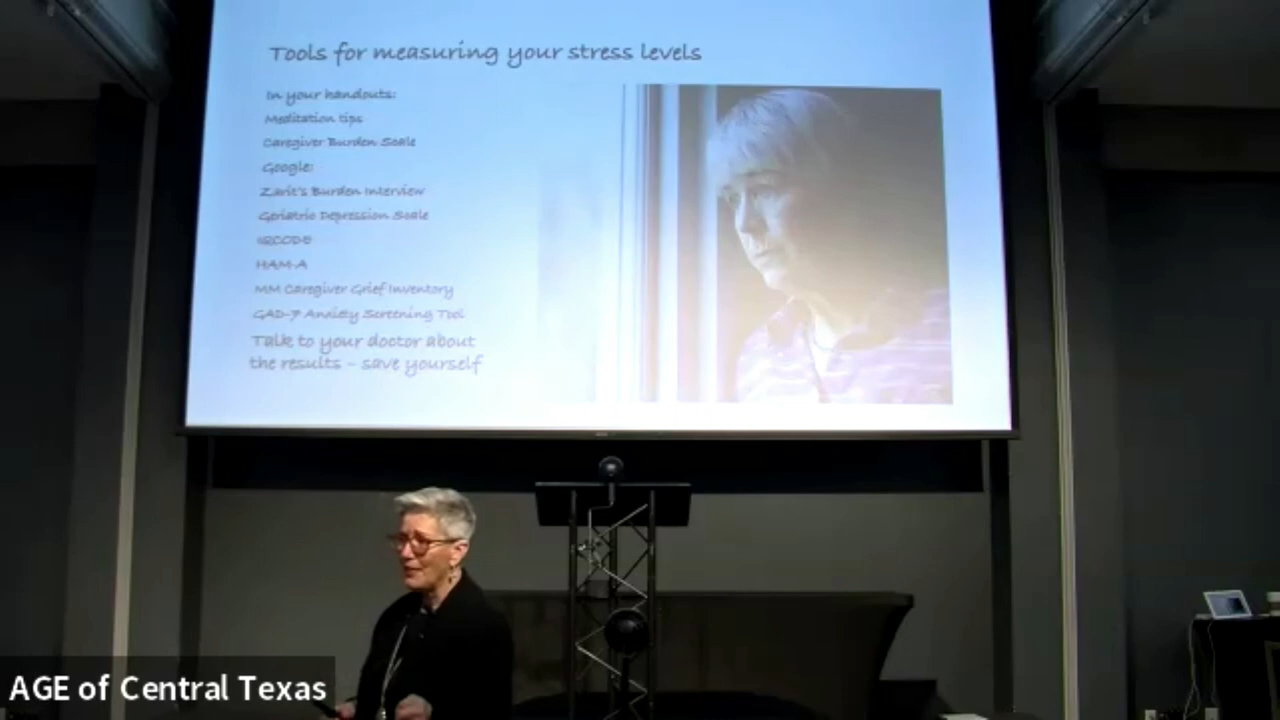 Tools for measuring your stress levels
In your handouts:
Meditation tips
Caregiver Burden Scale
Google:
Zarit's Burden Interview
Geriatric Depression Scale
IQCODE
HAM-A
MM Caregiver Grief Inventory
GAD-7 Anxiety Screening Tool
Talk to your doctor about
the results – save yourself
AGE of Central Texas